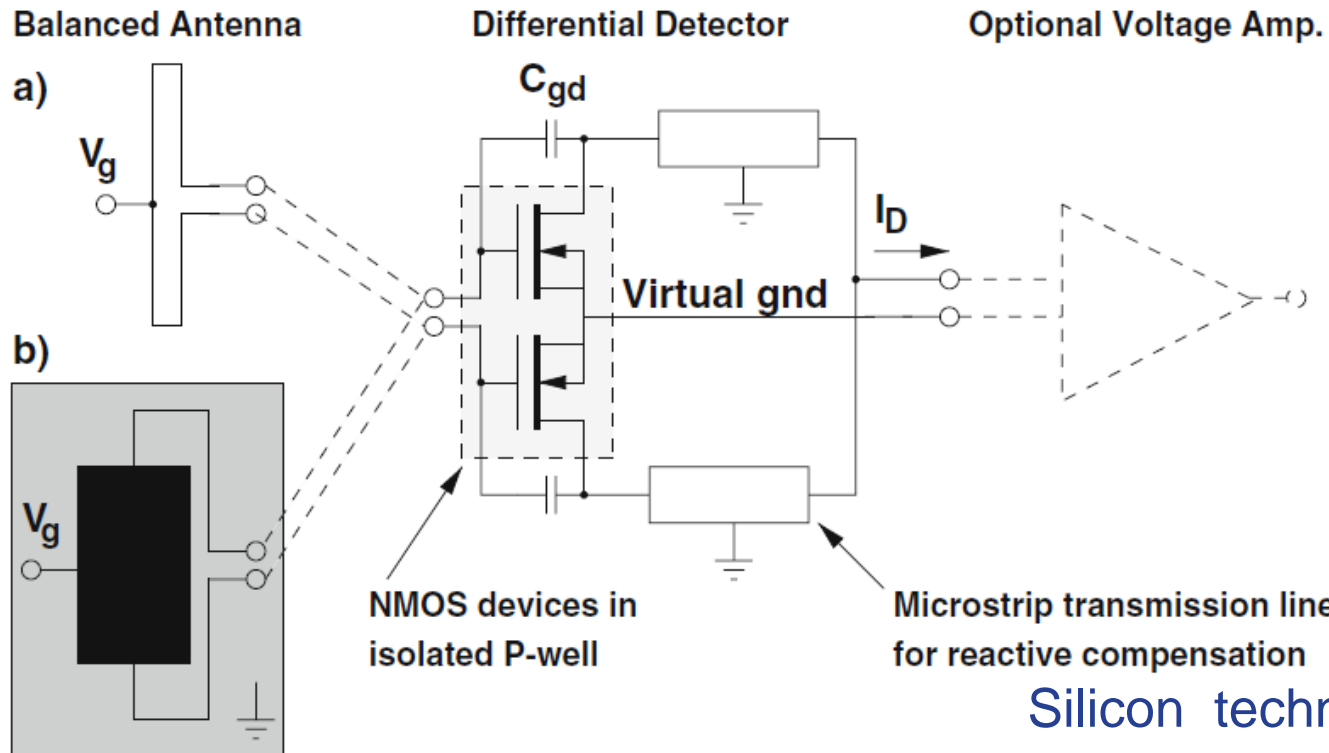 Balanced Antenna
Differential Detector
Optional Voltage Amp.
a)
Cgd
Vg
ID
Virtual gnd
b)
Vg
NMOS devices in
isolated P-well
Microstrip transmission line
for reactive compensation
Silicon techn